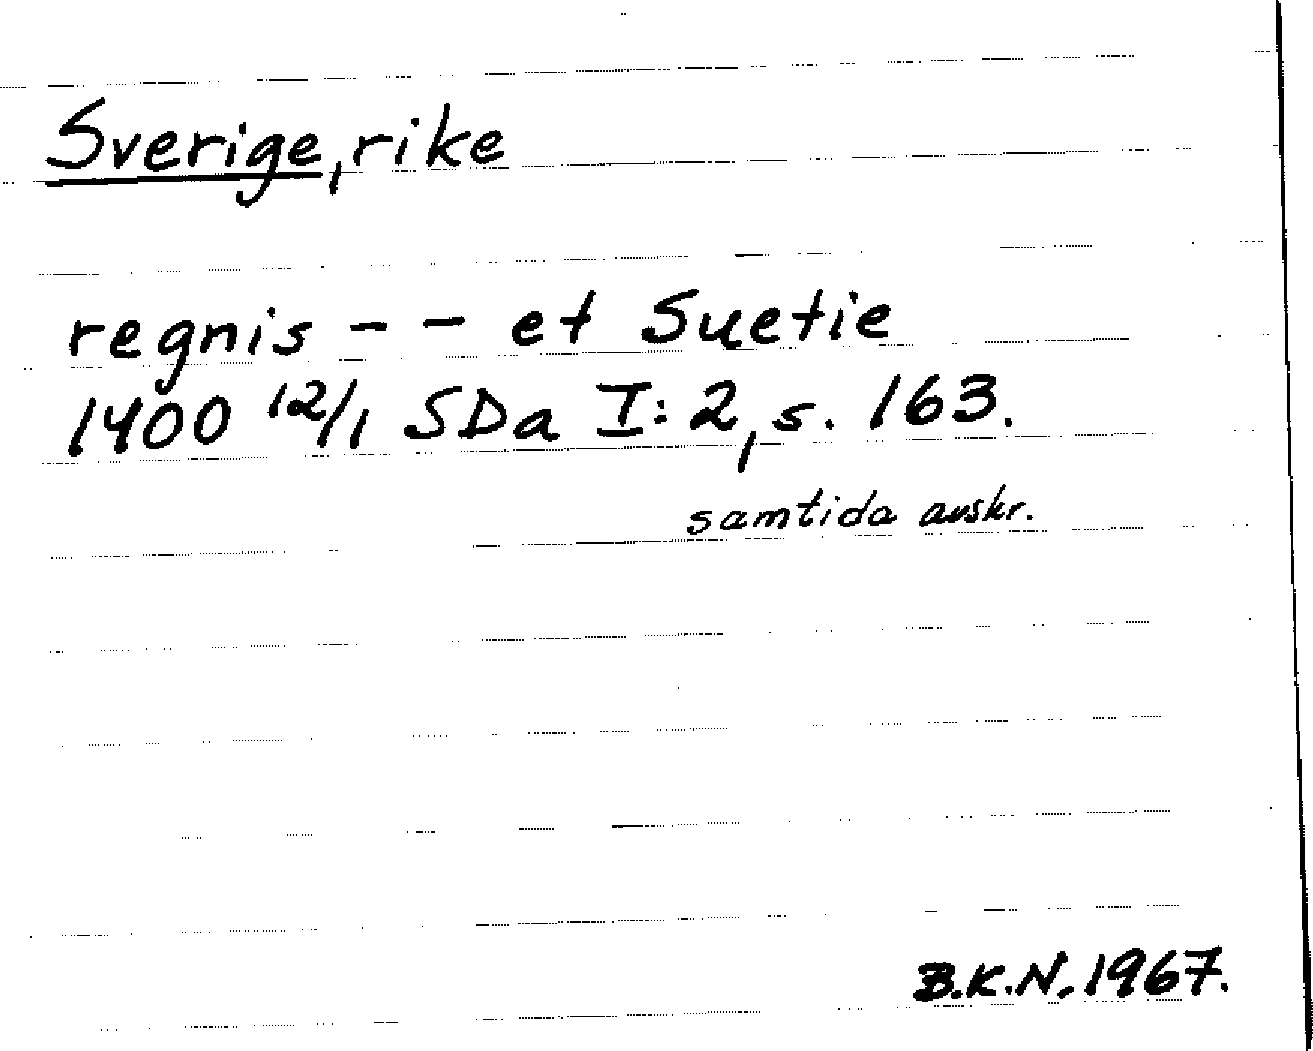 Sverige, rike
regnis - - et Suetie
1400 12/1 SDa I:2, s. 163.
samtida avskr.
B.K.N. 1967.